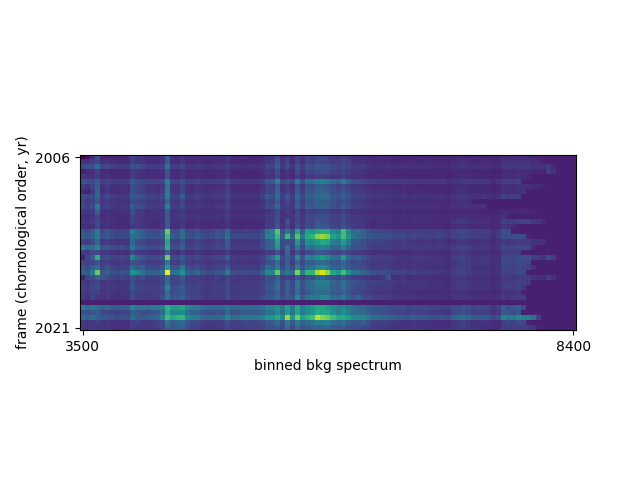 frame (chornological order, yr)
2006
2021
3500
8400
binned bkg spectrum